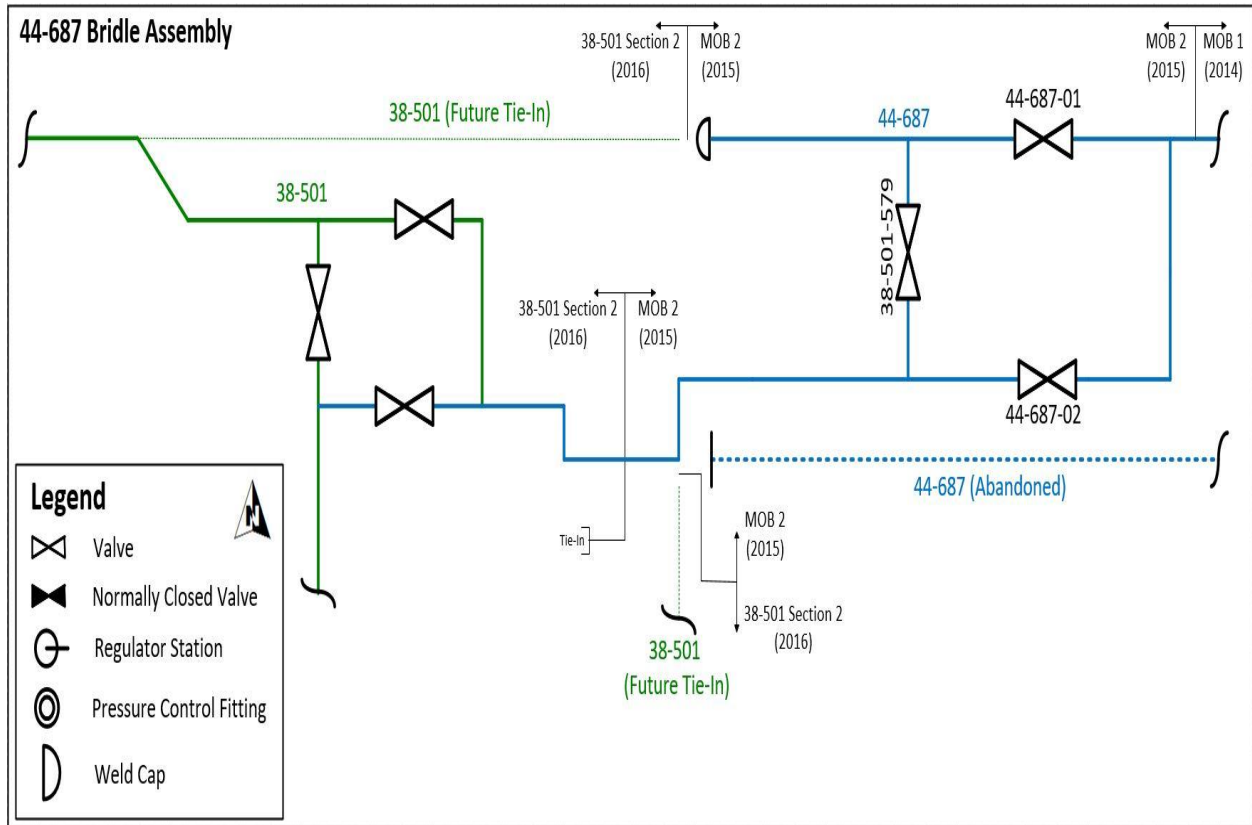 44-687 Bridle Assembly
38-501 Section 2
(2016)
MOB 2
(2015)
MOB 2
(2015)
MOB 1
(2014)
38-501 (Future Tie-In)
44-687
44-687-01
38-501
38-501-579
38-501 Section 2
(2016)
MOB 2
(2015)
44-687-02
44-687 (Abandoned)
Tie-In
MOB 2
(2015)
38-501 Section 2
(2016)
38-501
(Future Tie-In)
Legend
N
Valve
Normally Closed Valve
Regulator Station
Pressure Control Fitting
Weld Cap